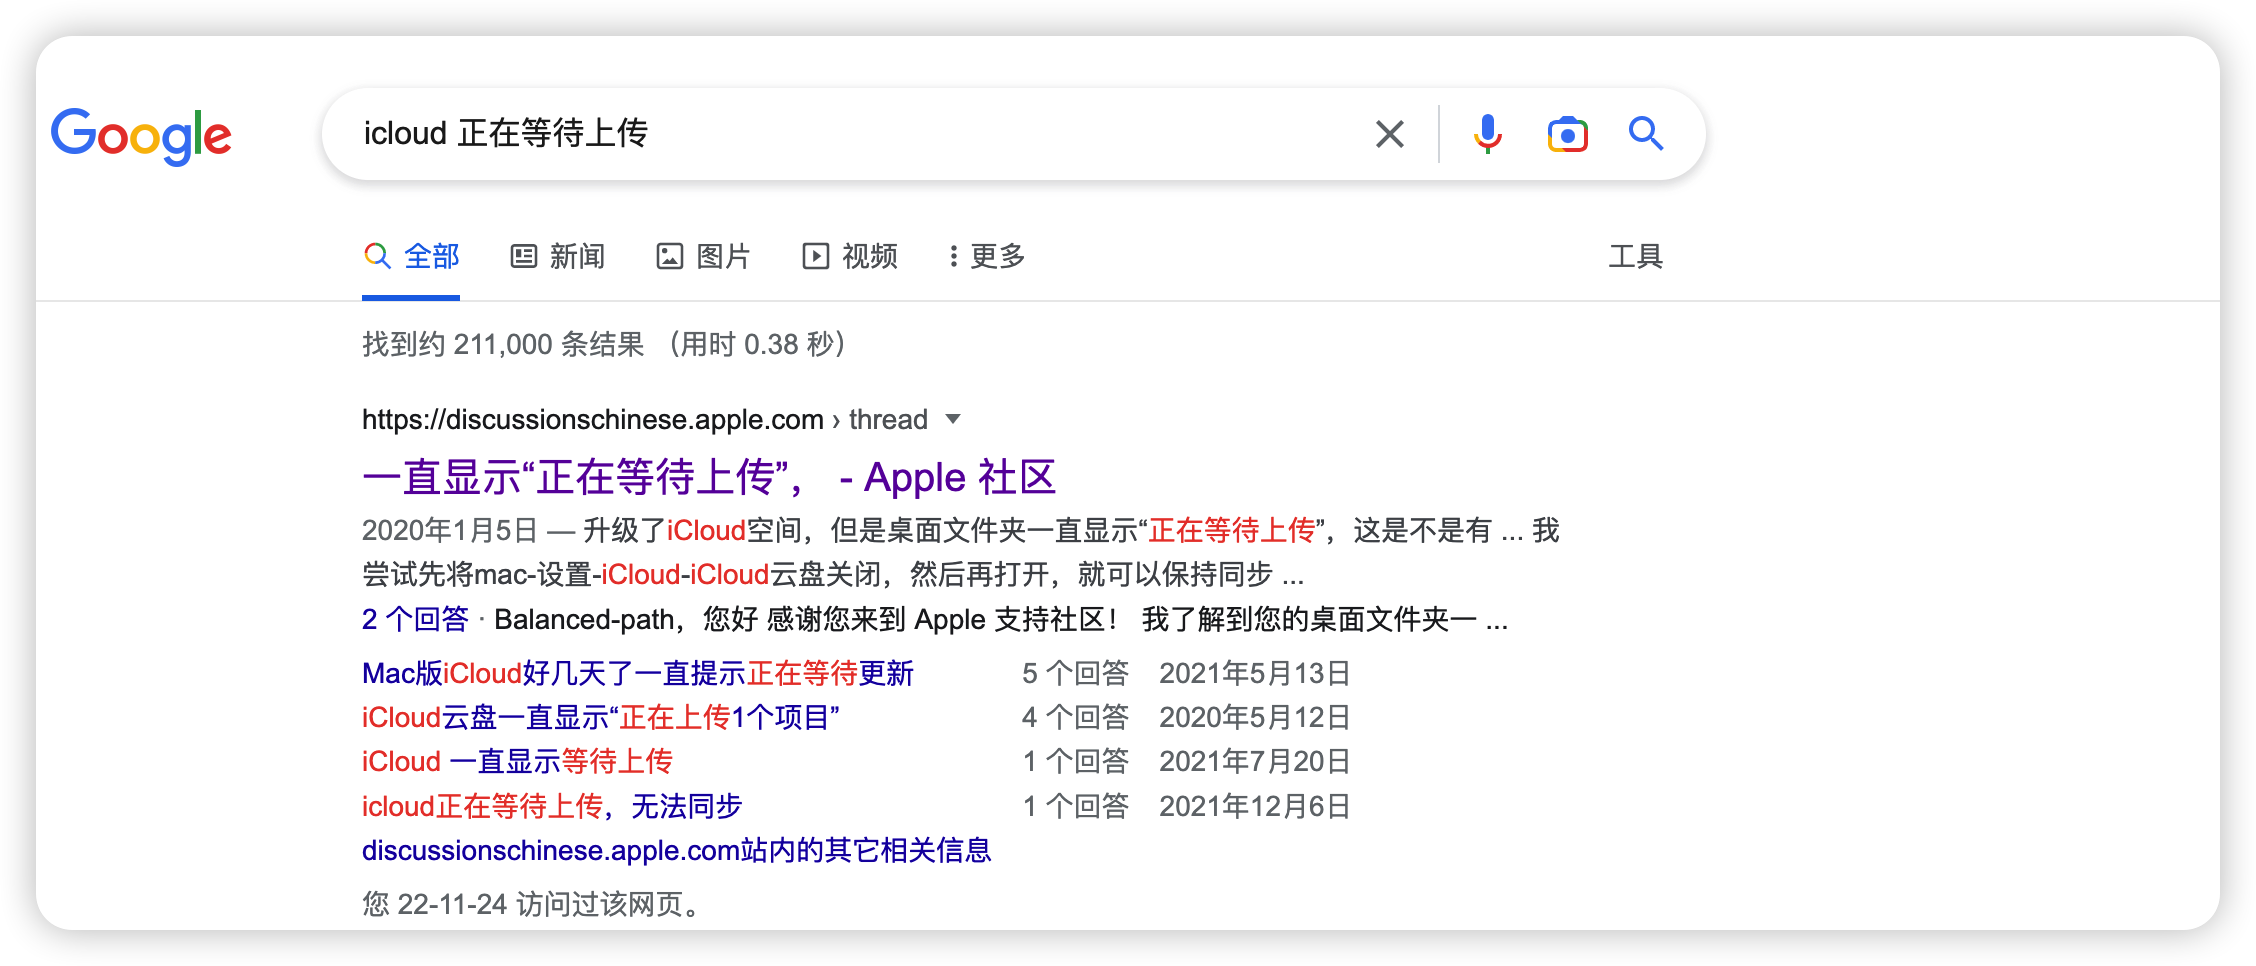 Google
icloud 正在等待上传
全部 新闻 图片 视频 更多 工具
找到约 211,000 条结果 （用时 0.38 秒）
https://discussionschinese.apple.com › thread
一直显示“正在等待上传”， - Apple 社区
2020年1月5日 — 升级了iCloud空间，但是桌面文件夹一直显示“正在等待上传”，这是不是有 ... 我
尝试先将mac-设置-iCloud-iCloud云盘关闭，然后再打开，就可以保持同步 ...
2 个回答 · Balanced-path，您好 感谢您来到 Apple 支持社区！ 我了解到您的桌面文件夹一 ...
Mac版iCloud好几天了一直提示正在等待更新 5 个回答 2021年5月13日
iCloud云盘一直显示“正在上传1个项目” 4 个回答 2020年5月12日
iCloud 一直显示等待上传 1 个回答 2021年7月20日
icloud正在等待上传，无法同步 1 个回答 2021年12月6日
discussionschinese.apple.com站内的其它相关信息
您 22-11-24 访问过该网页。